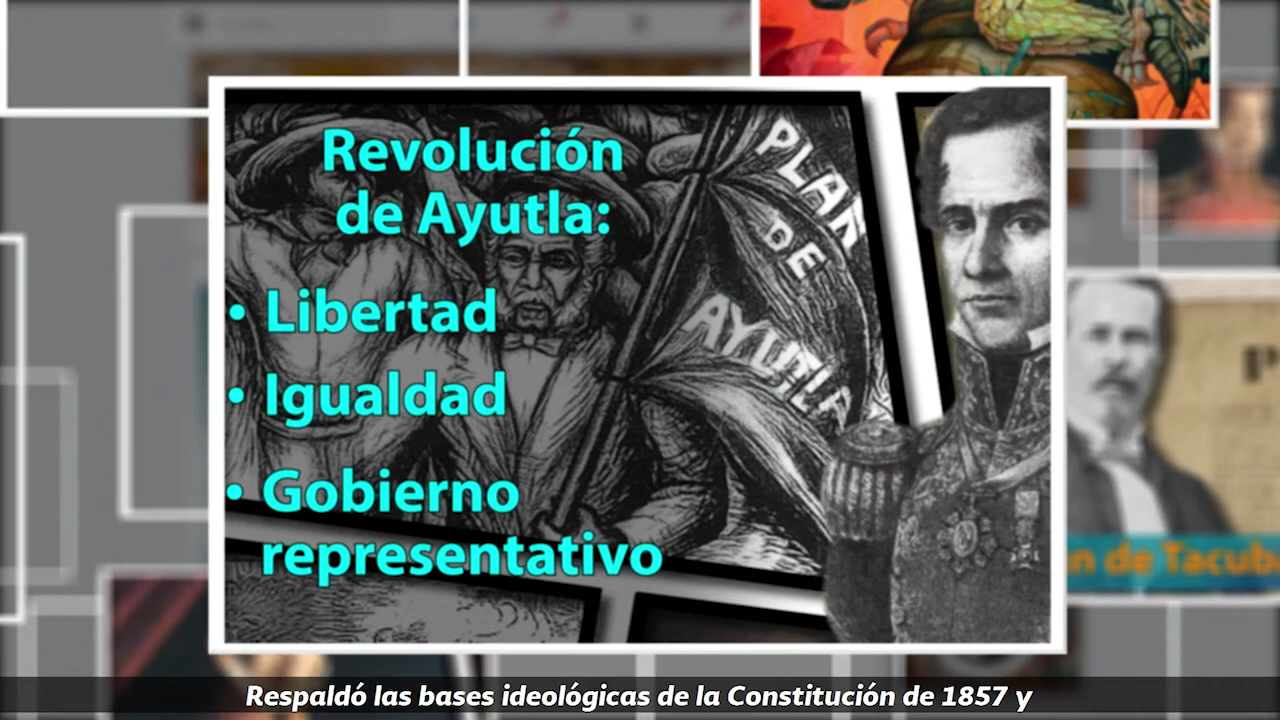 Revolución
de Ayutla:
• Libertad
• Igualdad
• Gobierno
representativo
PLAN
DE
AYUTLA
de Tacuba
Respaldó las bases ideológicas de la Constitución de 1857 y